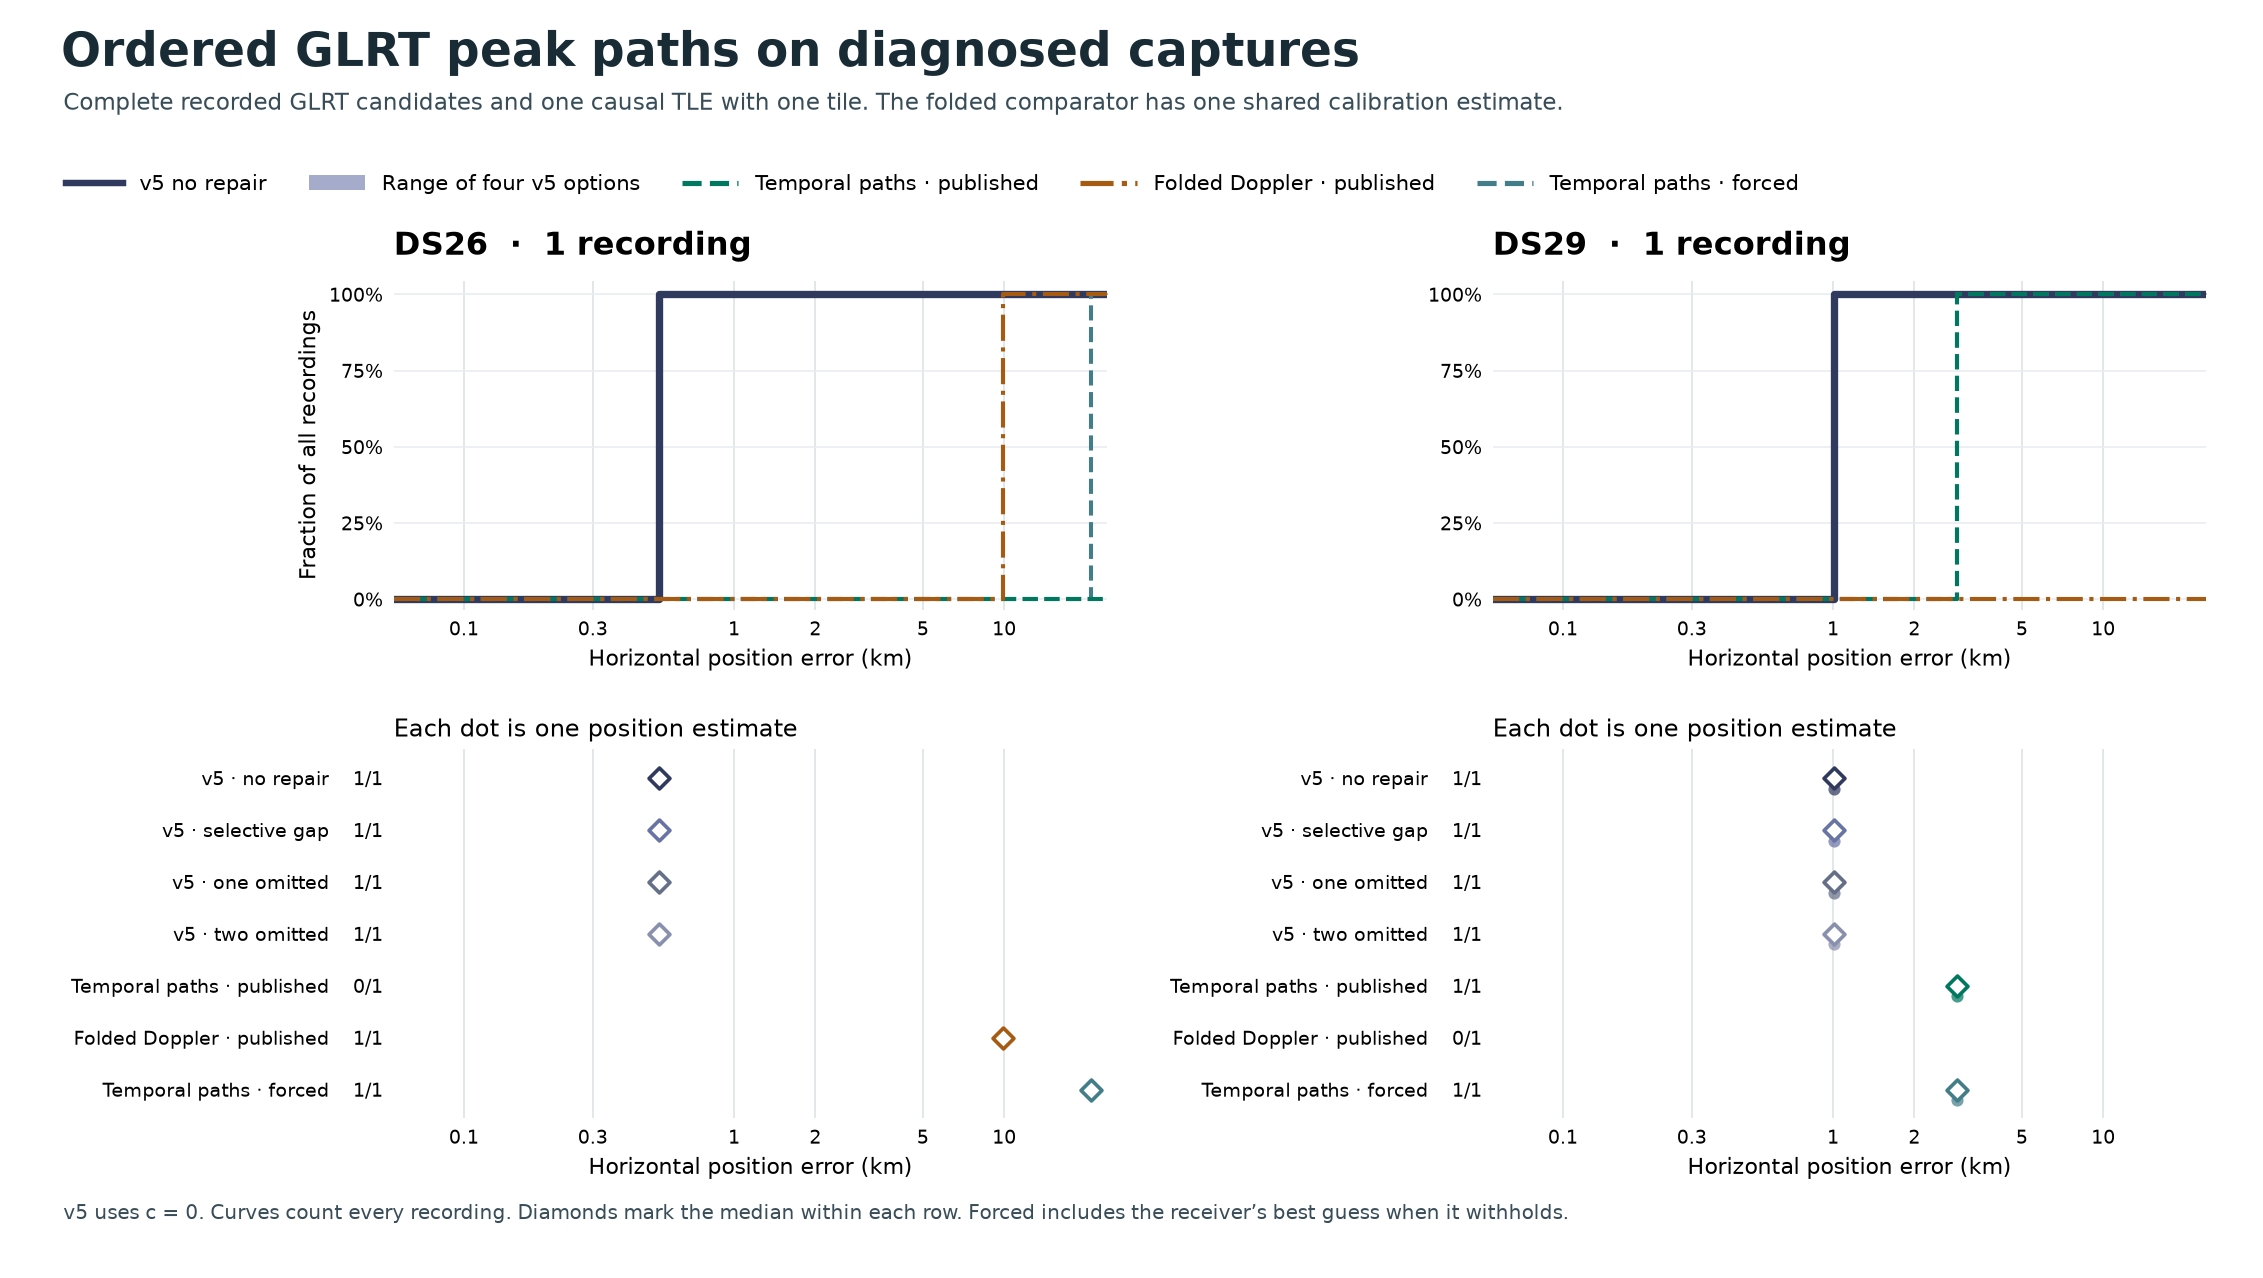 Ordered GLRT peak paths on diagnosed captures
Complete recorded GLRT candidates and one causal TLE with one tile. The folded comparator has one shared calibration estimate.
v5 no repair
Range of four v5 options
Temporal paths · published
Folded Doppler · published
Temporal paths · forced
DS26 · 1 recording
Fraction of all recordings
100%
75%
50%
25%
0%
0.1 0.3 1 2 5 10
Horizontal position error (km)
DS29 · 1 recording
100%
75%
50%
25%
0%
0.1 0.3 1 2 5 10
Horizontal position error (km)
Each dot is one position estimate
v5 · no repair 1/1
v5 · selective gap 1/1
v5 · one omitted 1/1
v5 · two omitted 1/1
Temporal paths · published 0/1
Folded Doppler · published 1/1
Temporal paths · forced 1/1
0.1 0.3 1 2 5 10
Horizontal position error (km)
Each dot is one position estimate
v5 · no repair 1/1
v5 · selective gap 1/1
v5 · one omitted 1/1
v5 · two omitted 1/1
Temporal paths · published 1/1
Folded Doppler · published 0/1
Temporal paths · forced 1/1
0.1 0.3 1 2 5 10
Horizontal position error (km)
v5 uses c = 0. Curves count every recording. Diamonds mark the median within each row. Forced includes the receiver’s best guess when it withholds.